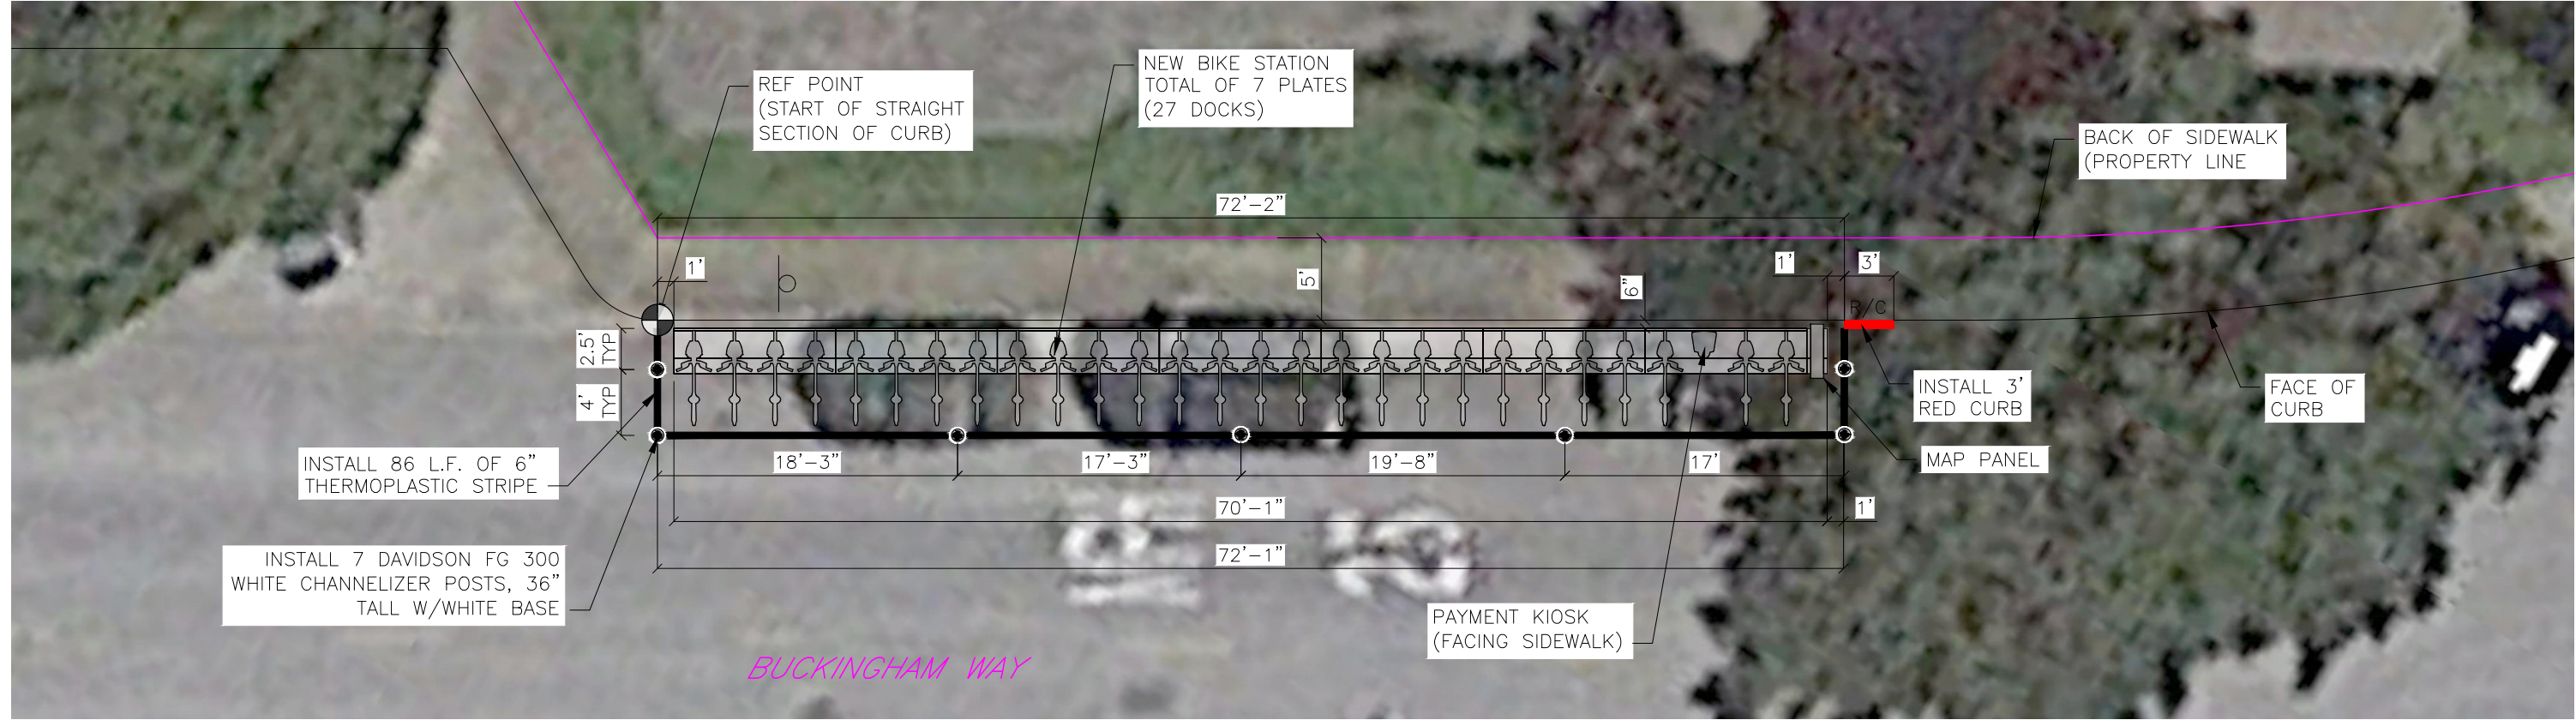 REF POINT
(START OF STRAIGHT
SECTION OF CURB)
NEW BIKE STATION
TOTAL OF 7 PLATES
(27 DOCKS)
BACK OF SIDEWALK
(PROPERTY LINE
72'-2"
1'
5'
6"
1'
3'
R/C
2.5'
TYP
4'
TYP
INSTALL 3'
RED CURB
FACE OF
CURB
MAP PANEL
18'-3"
17'-3"
19'-8"
17'
INSTALL 86 L.F. OF 6"
THERMOPLASTIC STRIPE
70'-1"
1'
72'-1"
INSTALL 7 DAVIDSON FG 300
WHITE CHANNELIZER POSTS, 36"
TALL W/WHITE BASE
PAYMENT KIOSK
(FACING SIDEWALK)
BUCKINGHAM WAY